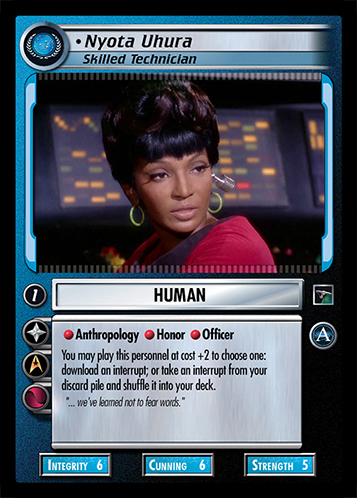 • Nyota Uhura
Skilled Technician
1
HUMAN
Anthropology Honor Officer
A
You may play this personnel at cost +2 to choose one:
download an interrupt; or take an interrupt from your
discard pile and shuffle it into your deck.
"... we've learned not to fear words."
INTEGRITY 6 CUNNING 6 STRENGTH 5